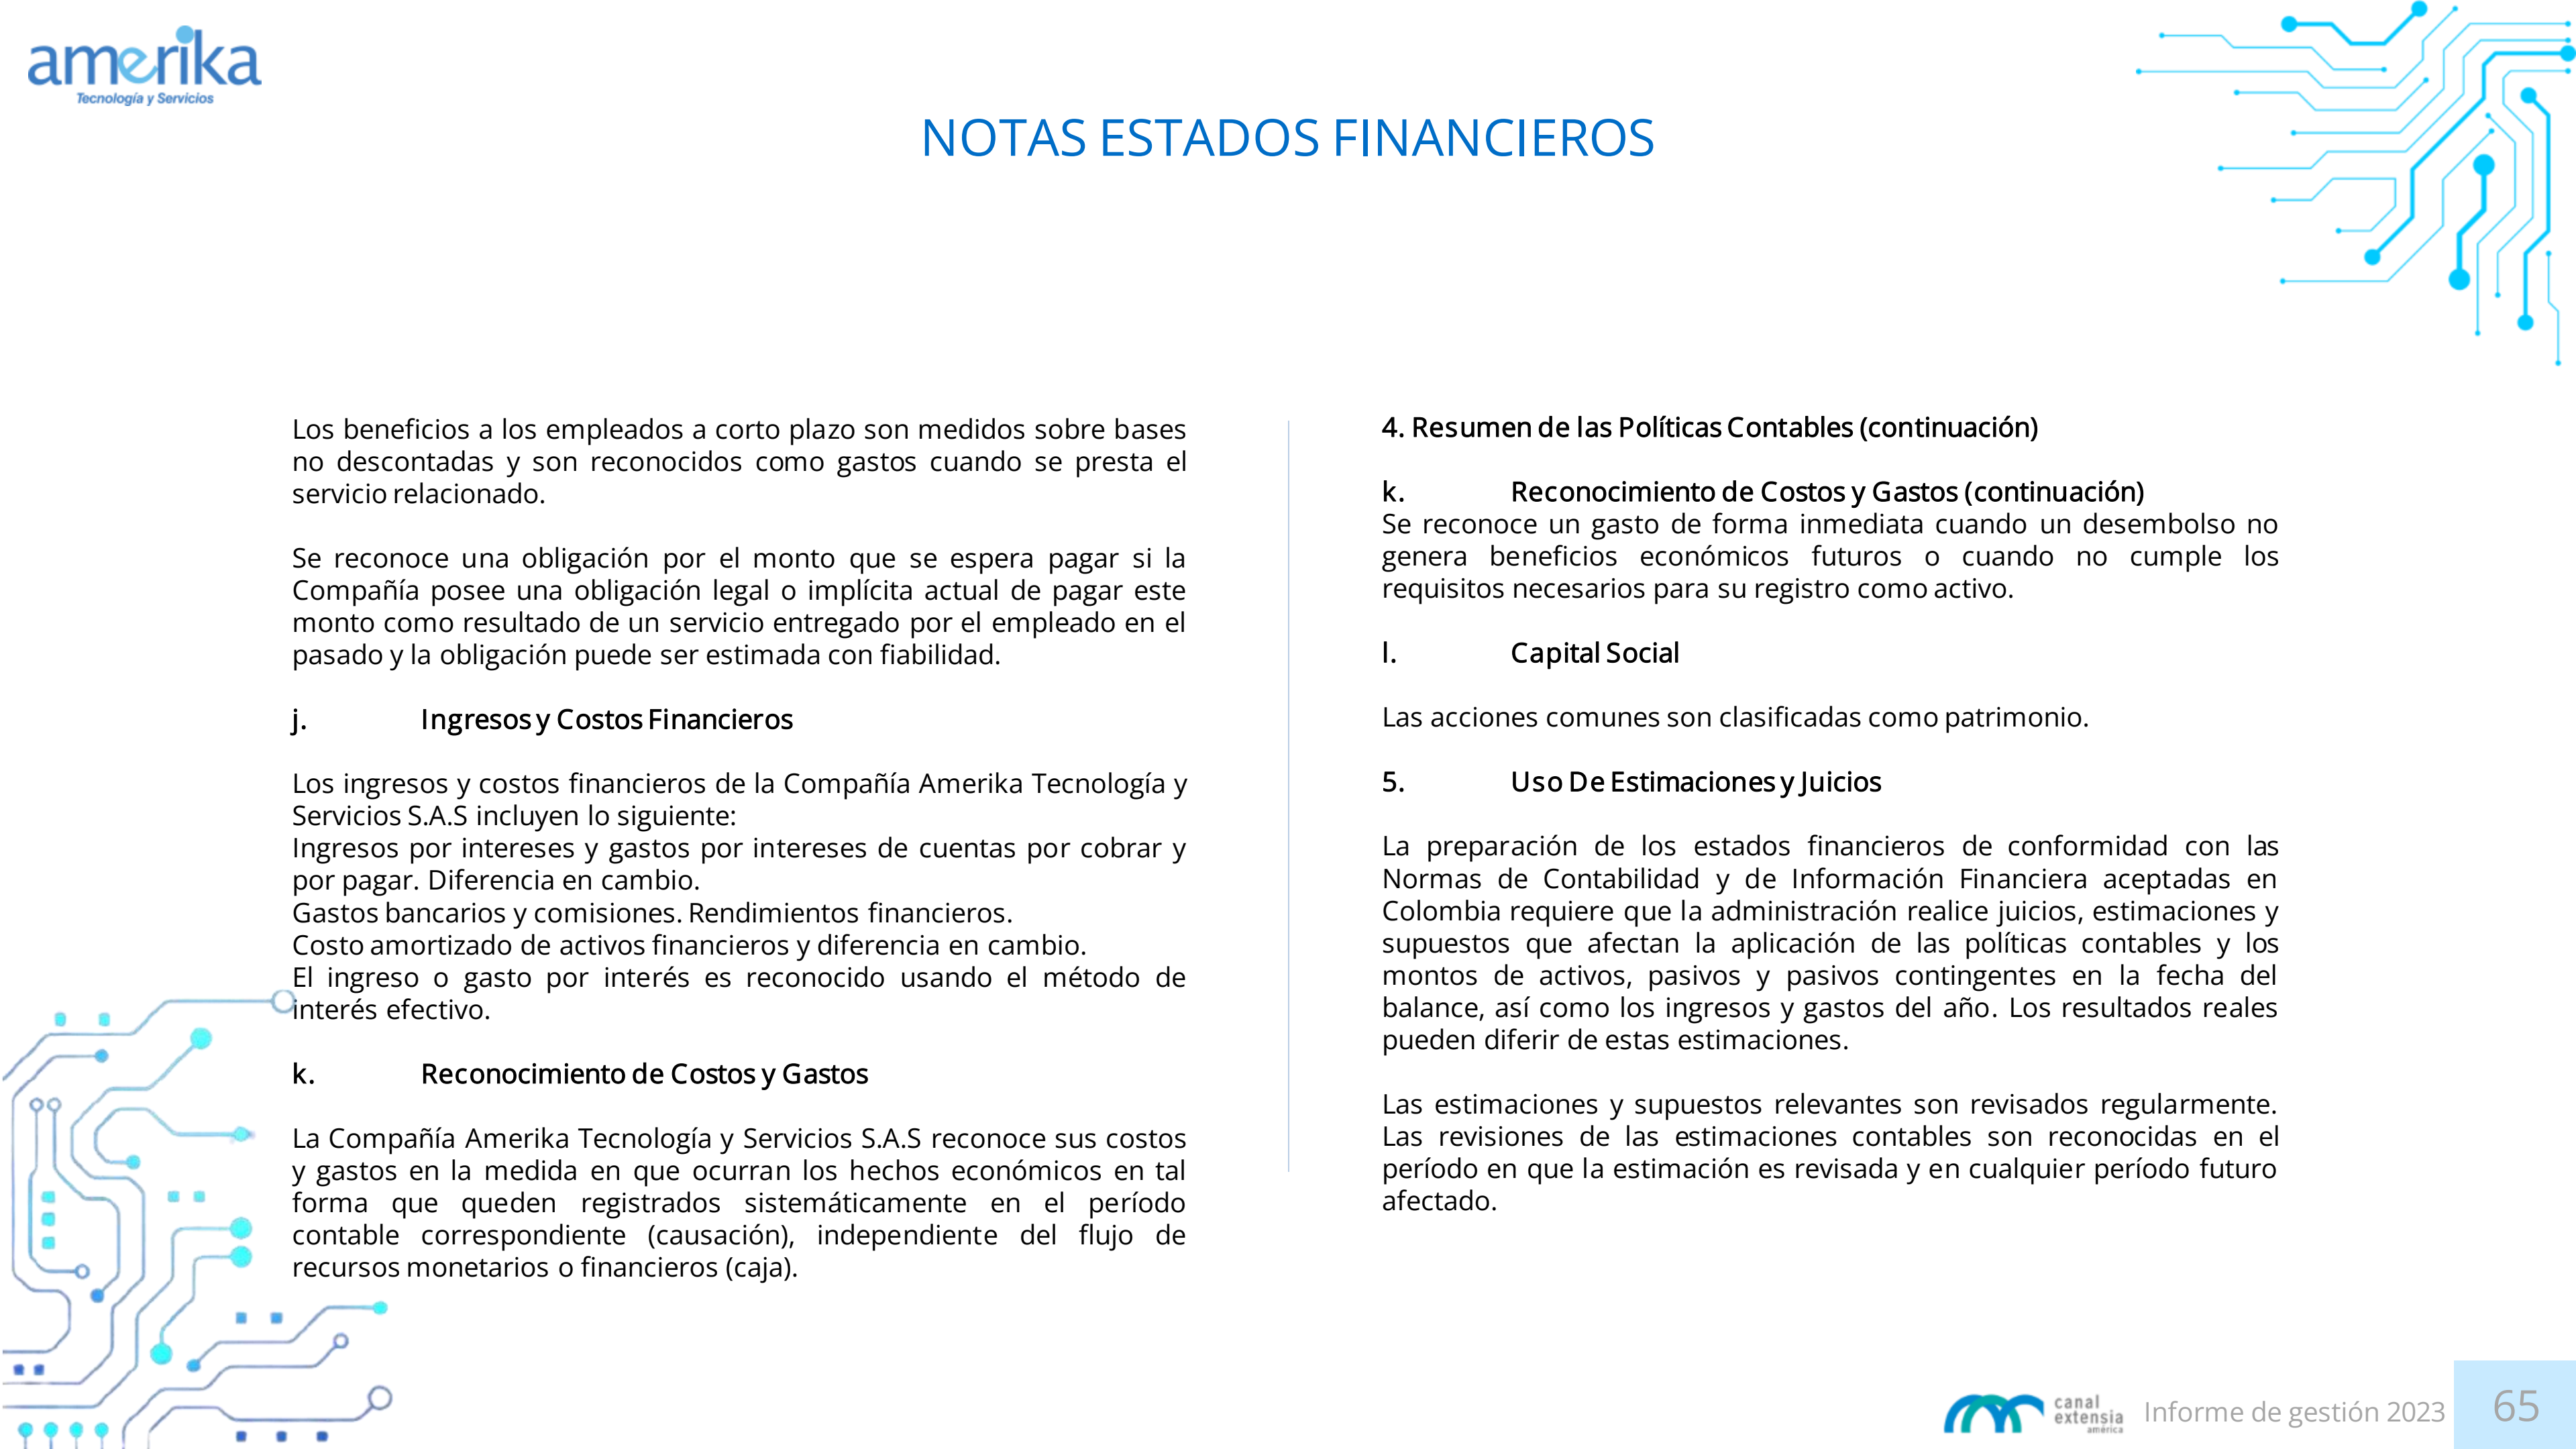 amerika
Tecnología y Servicios
NOTAS ESTADOS FINANCIEROS
Los beneficios a los empleados a corto plazo son medidos sobre bases
no descontadas y son reconocidos como gastos cuando se presta el
servicio relacionado.
Se reconoce una obligación por el monto que se espera pagar si la
Compañía posee una obligación legal o implícita actual de pagar este
monto como resultado de un servicio entregado por el empleado en el
pasado y la obligación puede ser estimada con fiabilidad.
j. Ingresos y Costos Financieros
Los ingresos y costos financieros de la Compañía Amerika Tecnología y
Servicios S.A.S incluyen lo siguiente:
Ingresos por intereses y gastos por intereses de cuentas por cobrar y
por pagar. Diferencia en cambio.
Gastos bancarios y comisiones. Rendimientos financieros.
Costo amortizado de activos financieros y diferencia en cambio.
El ingreso o gasto por interés es reconocido usando el método de
interés efectivo.
k. Reconocimiento de Costos y Gastos
La Compañía Amerika Tecnología y Servicios S.A.S reconoce sus costos
y gastos en la medida en que ocurran los hechos económicos en tal
forma que queden registrados sistemáticamente en el período
contable correspondiente (causación), independiente del flujo de
recursos monetarios o financieros (caja).
4. Resumen de las Políticas Contables (continuación)
k. Reconocimiento de Costos y Gastos (continuación)
Se reconoce un gasto de forma inmediata cuando un desembolso no
genera beneficios económicos futuros o cuando no cumple los
requisitos necesarios para su registro como activo.
l. Capital Social
Las acciones comunes son clasificadas como patrimonio.
5. Uso De Estimaciones y Juicios
La preparación de los estados financieros de conformidad con las
Normas de Contabilidad y de Información Financiera aceptadas en
Colombia requiere que la administración realice juicios, estimaciones y
supuestos que afectan la aplicación de las políticas contables y los
montos de activos, pasivos y pasivos contingentes en la fecha del
balance, así como los ingresos y gastos del año. Los resultados reales
pueden diferir de estas estimaciones.
Las estimaciones y supuestos relevantes son revisados regularmente.
Las revisiones de las estimaciones contables son reconocidas en el
período en que la estimación es revisada y en cualquier período futuro
afectado.
canal
extensia
américa
Informe de gestión 2023
65